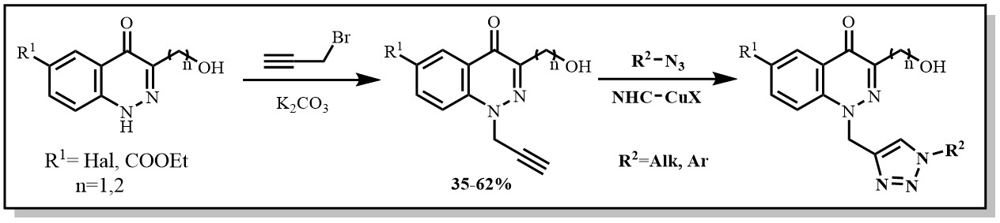 O
R¹
n OH
N
N
H
R¹= Hal, COOEt
n=1,2
Br
K₂CO₃
O
R¹
n OH
N
N
35-62%
R²-N₃
NHC-CuX
R²=Alk, Ar
O
R¹
n OH
N
N
N-R²
N=N